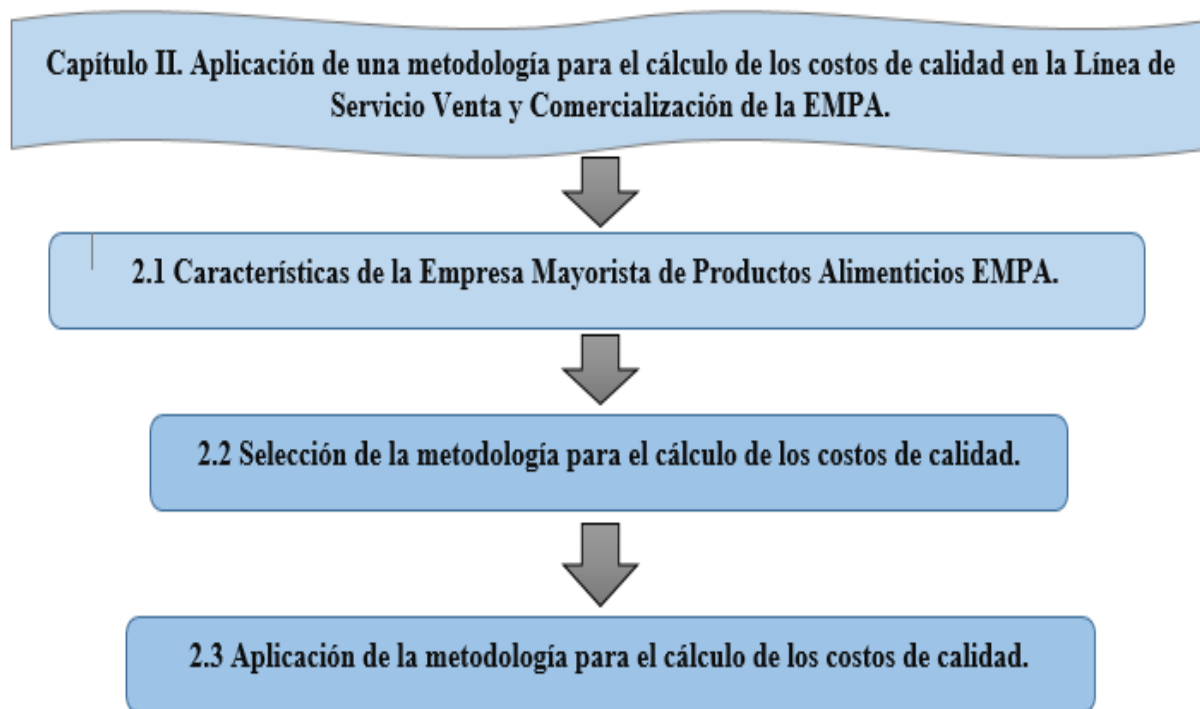 Capítulo II. Aplicación de una metodología para el cálculo de los costos de calidad en la Línea de
Servicio Venta y Comercialización de la EMPA.
2.1 Características de la Empresa Mayorista de Productos Alimenticios EMPA.
2.2 Selección de la metodología para el cálculo de los costos de calidad.
2.3 Aplicación de la metodología para el cálculo de los costos de calidad.